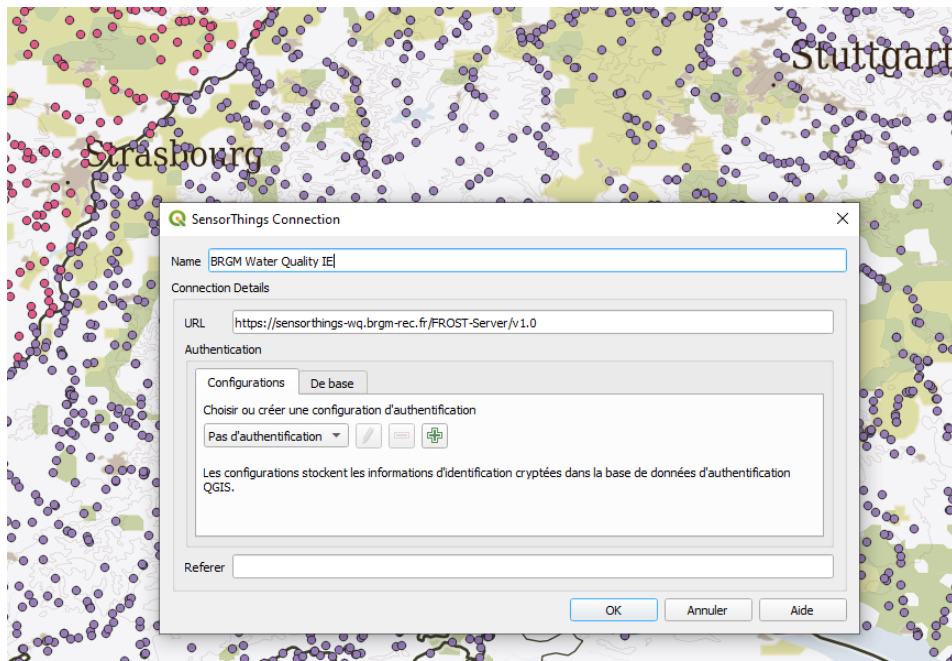 Stuttgart
Strasbourg
SensorThings Connection
Name BRGM Water Quality IE
Connection Details
URL https://sensorthings-wq.brgm-rec.fr/FROST-Server/v1.0
Authentication
Configurations De base
Choisir ou créer une configuration d'authentification
Pas d'authentification
Les configurations stockent les informations d'identification cryptées dans la base de données d'authentification
QGIS.
Referer
OK Annuler Aide